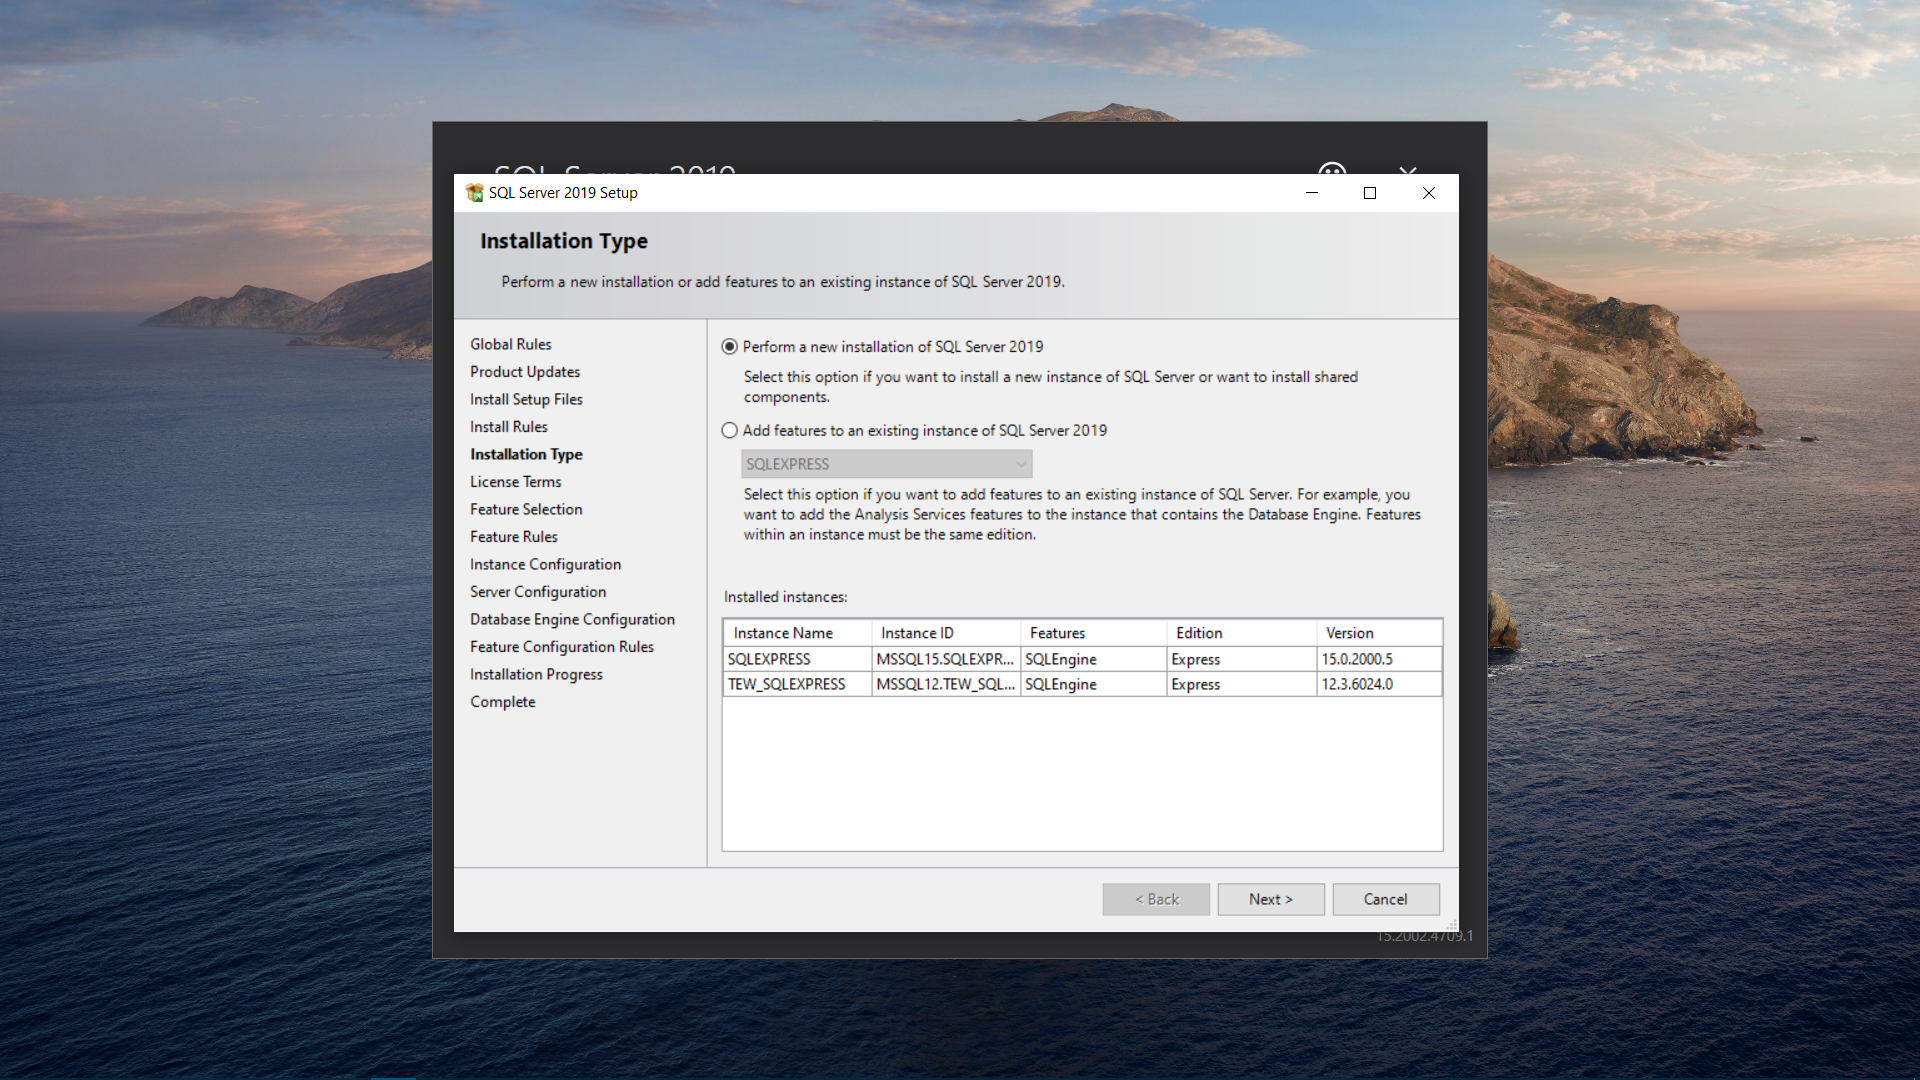 SQL Server 2019
SQL Server 2019 Setup
Installation Type
Perform a new installation or add features to an existing instance of SQL Server 2019.
Global Rules
Product Updates
Install Setup Files
Install Rules
Installation Type
License Terms
Feature Selection
Feature Rules
Instance Configuration
Server Configuration
Database Engine Configuration
Feature Configuration Rules
Installation Progress
Complete
Perform a new installation of SQL Server 2019
Select this option if you want to install a new instance of SQL Server or want to install shared
components.
Add features to an existing instance of SQL Server 2019
SQLEXPRESS
Select this option if you want to add features to an existing instance of SQL Server. For example, you
want to add the Analysis Services features to the instance that contains the Database Engine. Features
within an instance must be the same edition.
Installed instances:
Instance Name Instance ID Features Edition Version
SQLEXPRESS MSSQL15.SQLEXPR... SQLEngine Express 15.0.2000.5
TEW_SQLEXPRESS MSSQL12.TEW_SQL... SQLEngine Express 12.3.6024.0
< Back Next > Cancel
15.2002.4709.1